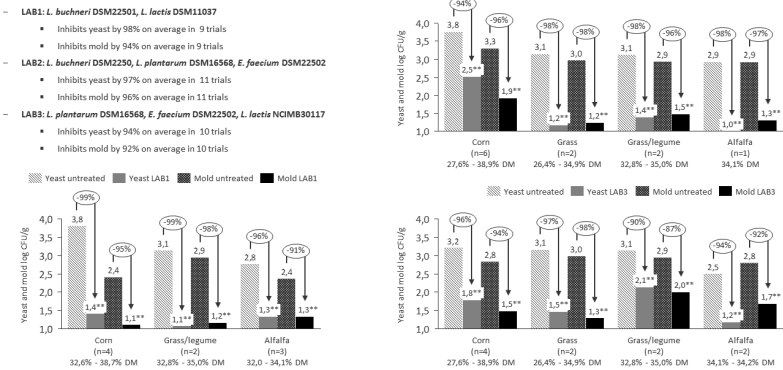 – LAB1: L. buchneri DSM22501, L. lactis DSM11037
▪ Inhibits yeast by 98% on average in 9 trials
▪ Inhibits mold by 94% on average in 9 trials
– LAB2: L. buchneri DSM2250, L. plantarum DSM16568, E. faecium DSM22502
▪ Inhibits yeast by 97% on average in 11 trials
▪ Inhibits mold by 96% on average in 11 trials
– LAB3: L. plantarum DSM16568, E. faecium DSM22502, L. lactis NCIMB30117
▪ Inhibits yeast by 94% on average in 10 trials
▪ Inhibits mold by 92% on average in 10 trials
Yeast and mold log CFU/g
4,0
3,5
3,0
2,5
2,0
1,5
1,0
-94% -96% -98% -98% -98% -96% -98% -97%
3,8 2,5** 3,3 1,9** 3,1 1,2** 3,0 1,2** 3,1 1,4** 2,9 1,5** 2,9 1,0** 2,9 1,3**
Corn Grass Grass/legume Alfalfa
(n=6) (n=2) (n=2) (n=1)
27,6% - 38,9% DM 26,4% - 34,9% DM 32,8% - 35,0% DM 34,1% DM
Yeast untreated Yeast LAB1 Mold untreated Mold LAB1
Yeast and mold log CFU/g
4,0
3,5
3,0
2,5
2,0
1,5
1,0
-99% -95% -99% -98% -96% -91%
3,8 1,4** 2,4 1,1** 3,1 1,1** 2,9 1,2** 2,8 1,3** 2,4 1,3**
Corn Grass/legume Alfalfa
(n=4) (n=2) (n=3)
32,6% - 38,7% DM 32,8% - 35,0% DM 32,0 - 34,1% DM
Yeast untreated Yeast LAB3 Mold untreated Mold LAB3
Yeast and mold log CFU/g
4,0
3,5
3,0
2,5
2,0
1,5
1,0
-96% -94% -97% -98% -90% -87% -94% -92%
3,2 1,8** 2,8 1,5** 3,1 1,5** 3,0 1,3** 3,1 2,1** 2,9 2,0** 2,5 1,2** 2,8 1,7**
Corn Grass Grass/legume Alfalfa
(n=4) (n=2) (n=2) (n=2)
27,6% - 38,9% DM 26,4% - 34,9% DM 32,8% - 35,0% DM 34,1% - 34,2% DM